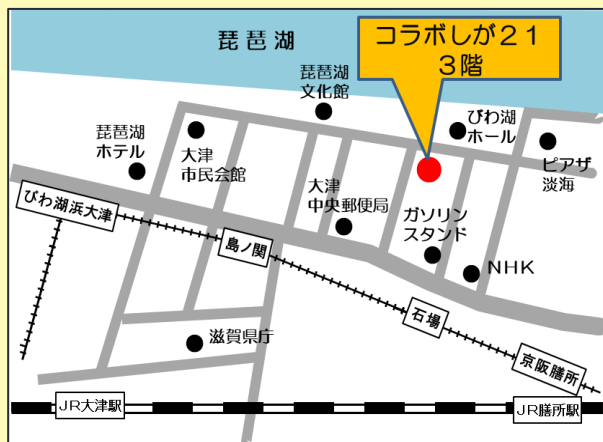 琵琶湖
コラボしが２１
３階
琵琶湖
文化館
びわ湖
ホール
琵琶湖
ホテル
大津
市民会館
ピアザ
淡海
大津
中央郵便局
ガソリン
スタンド
びわ湖浜大津
島ノ関
NHK
石場
滋賀県庁
京阪膳所
JR大津駅
JR膳所駅